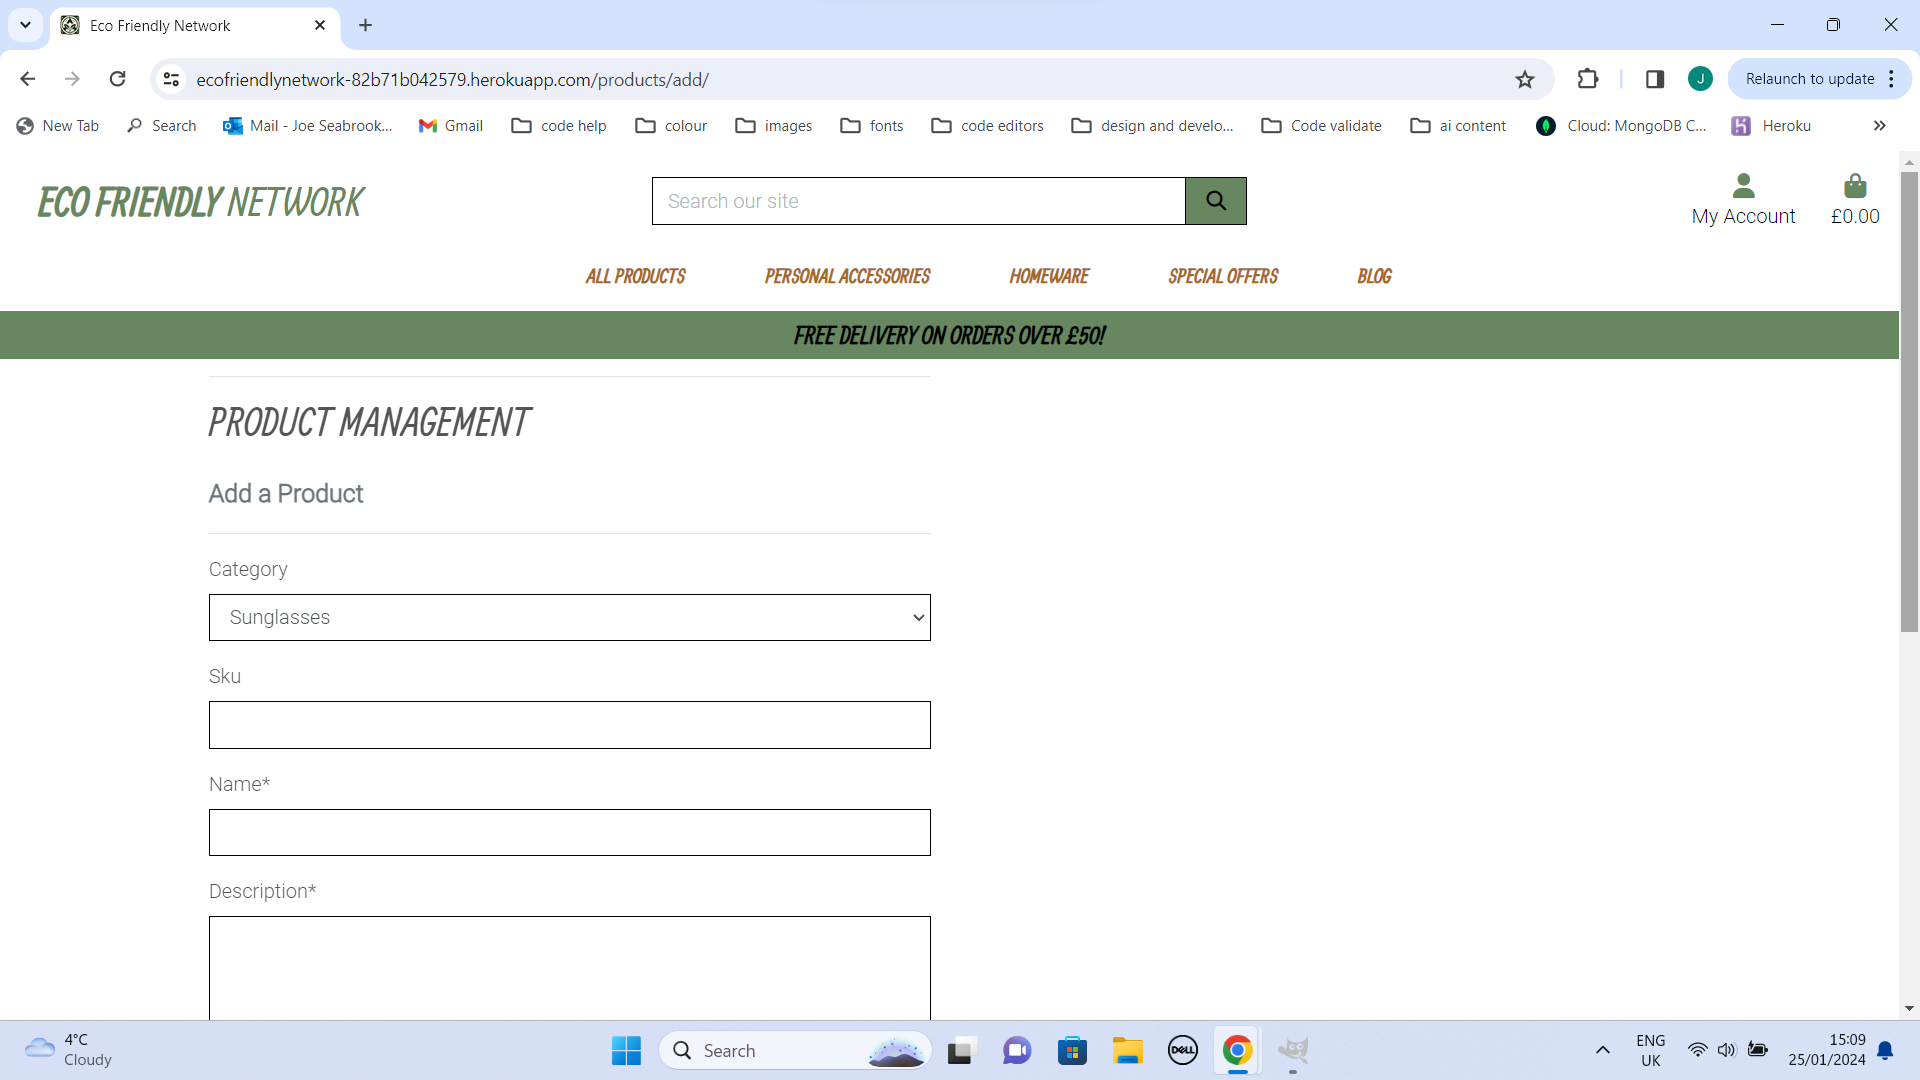 Eco Friendly Network
ecofriendlynetwork-82b71b042579.herokuapp.com/products/add/
J
Relaunch to update
New Tab
Search
Mail - Joe Seabrook...
Gmail
code help
colour
images
fonts
code editors
design and develo...
Code validate
ai content
Cloud: MongoDB C...
Heroku
ECO FRIENDLY NETWORK
Search our site
My Account
£0.00
ALL PRODUCTS
PERSONAL ACCESSORIES
HOMEWARE
SPECIAL OFFERS
BLOG
FREE DELIVERY ON ORDERS OVER £50!
PRODUCT MANAGEMENT
Add a Product
Category
Sunglasses
Sku
Name*
Description*
4°C
Cloudy
Search
DELL
ENG
UK
15:09
25/01/2024